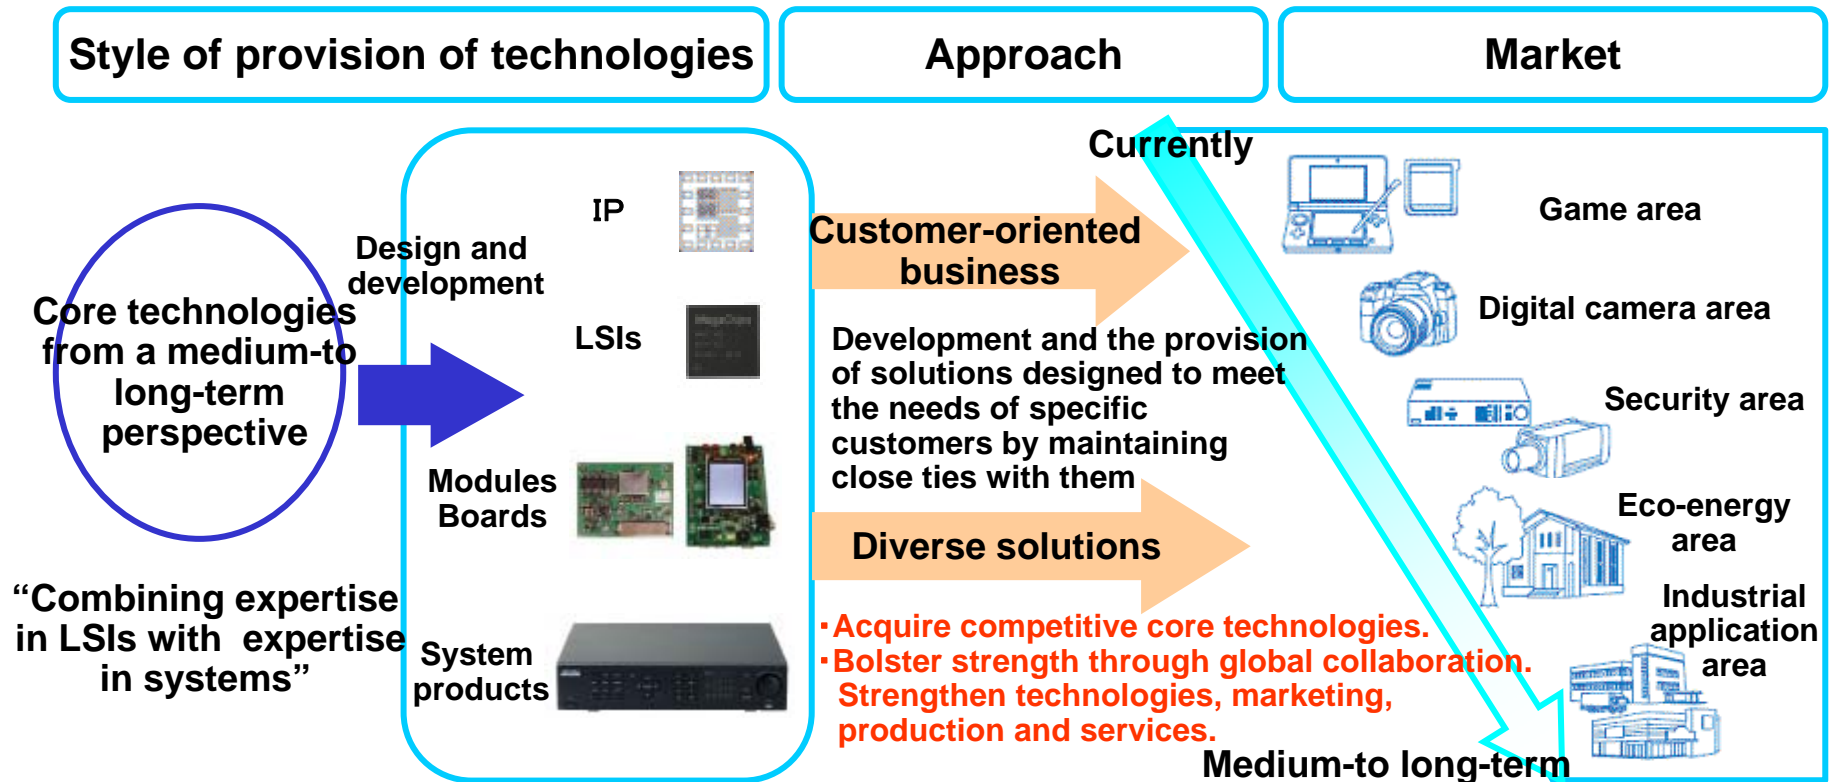 Style of provision of technologies
Approach
Market
Core technologies
from a medium-to
long-term
perspective
“Combining expertise
in LSIs with expertise
in systems”
Design and
development
IP
LSIs
Modules
Boards
System
products
Customer-oriented
business
Development and the provision
of solutions designed to meet
the needs of specific
customers by maintaining
close ties with them
Diverse solutions
・Acquire competitive core technologies.
・Bolster strength through global collaboration.
Strengthen technologies, marketing,
production and services.
Currently
Medium-to long-term
Game area
Digital camera area
Security area
Eco-energy
area
Industrial
application
area